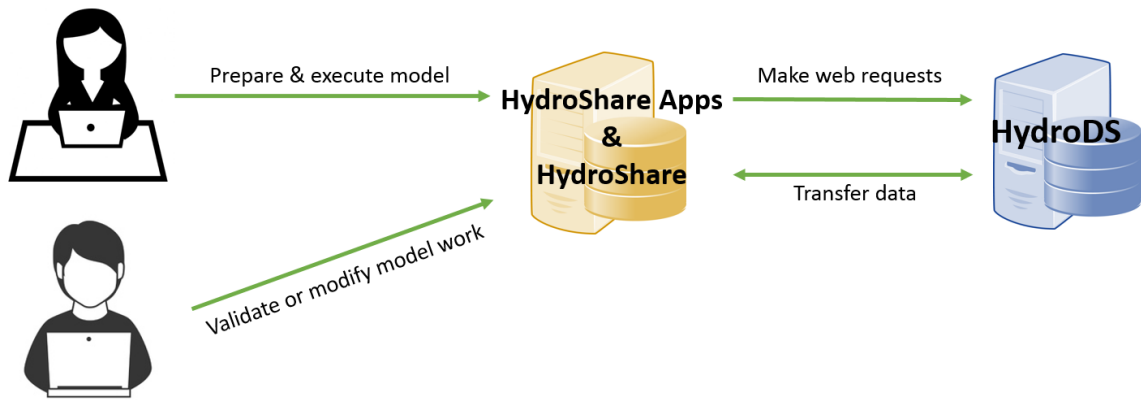 Prepare & execute model
HydroShare Apps
&
HydroShare
Make web requests
HydroDS
Transfer data
Validate or modify model work